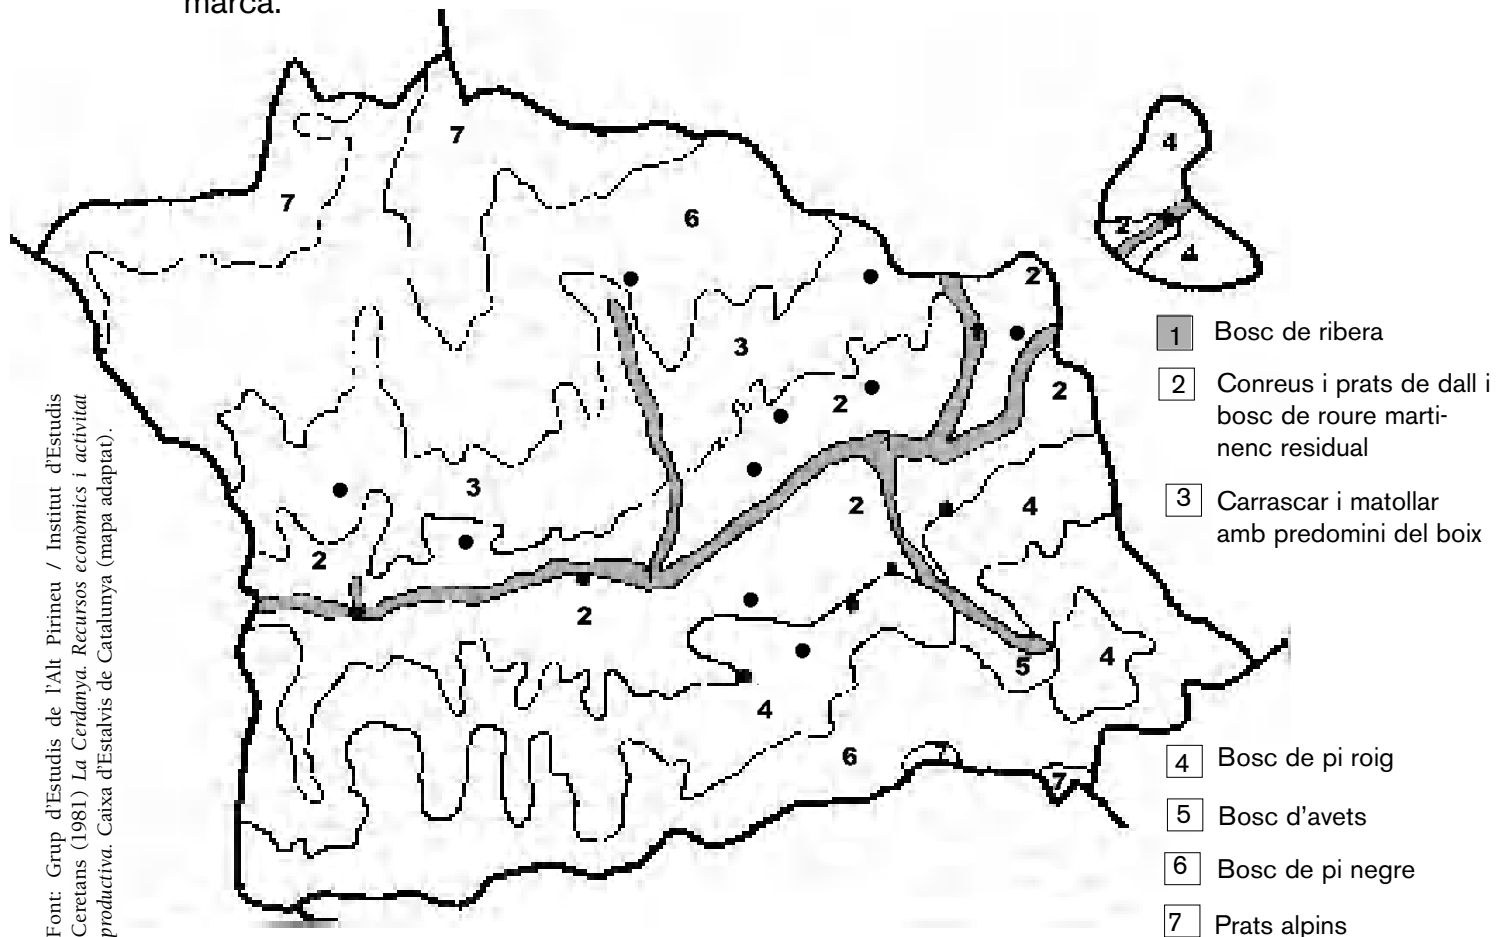 marca.
7
7
6
3
2
2
2
3
2
2
4
2
4
5
4
6
7
7
4
2
4
1 Bosc de ribera
2 Conreus i prats de dall i
bosc de roure marti-
nenc residual
3 Carrascar i matollar
amb predomini del boix
4 Bosc de pi roig
5 Bosc d'avets
6 Bosc de pi negre
7 Prats alpins
Font: Grup d'Estudis de l'Alt Pirineu / Institut d'Estudis
Ceretans (1981) La Cerdanya. Recursos econòmics i activitat
productiva. Caixa d'Estalvis de Catalunya (mapa adaptat).